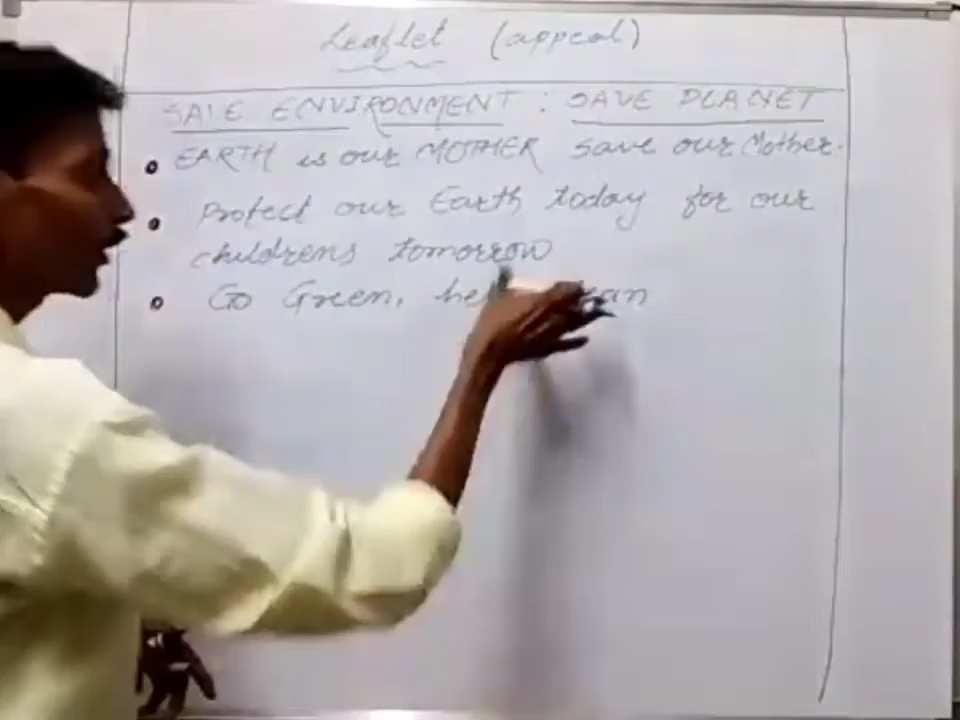 Leaflet (appeal)
SAVE ENVIRONMENT : SAVE PLANET
EARTH is our MOTHER save our Mother.
Protect our Earth today for our
childrens tomorrow
Go Green,